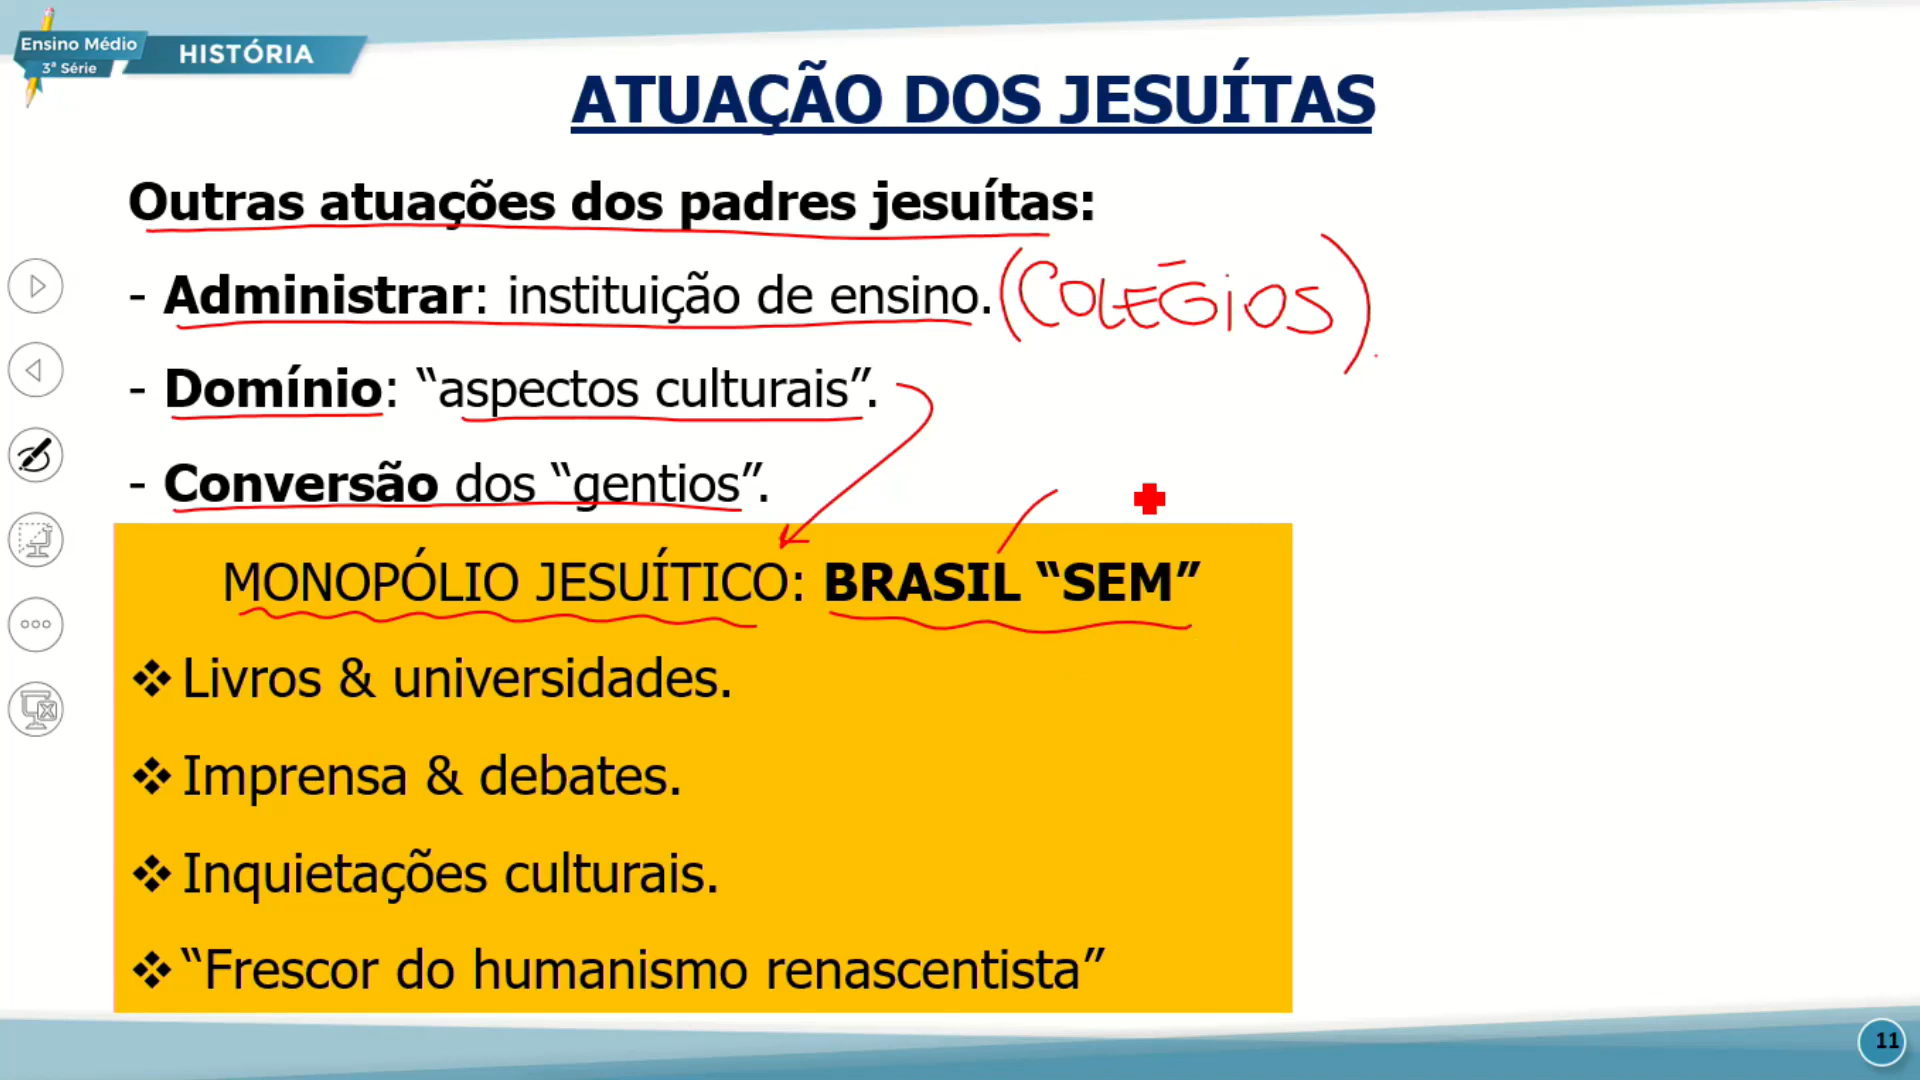 Ensino Médio
3ª Série
HISTÓRIA
ATUAÇÃO DOS JESUÍTAS
Outras atuações dos padres jesuítas:
- Administrar: instituição de ensino. (COLÉGIOS)
- Domínio: “aspectos culturais”.
- Conversão dos “gentios”.
MONOPÓLIO JESUÍTICO: BRASIL “SEM”
❖ Livros & universidades.
❖ Imprensa & debates.
❖ Inquietações culturais.
❖ “Frescor do humanismo renascentista”
11